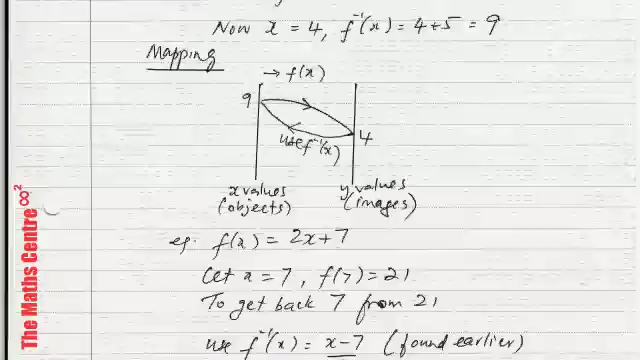 Now x = 4, f⁻¹(x) = 4 + 5 = 9
Mapping
→ f(x)
9
4
use f⁻¹(x)
x values
(objects)
y values
(images)
eg. f(x) = 2x + 7
Let x = 7, f(7) = 21
To get back 7 from 21
use f⁻¹(x) = x − 7 (found earlier)
The Maths Centre ∞²